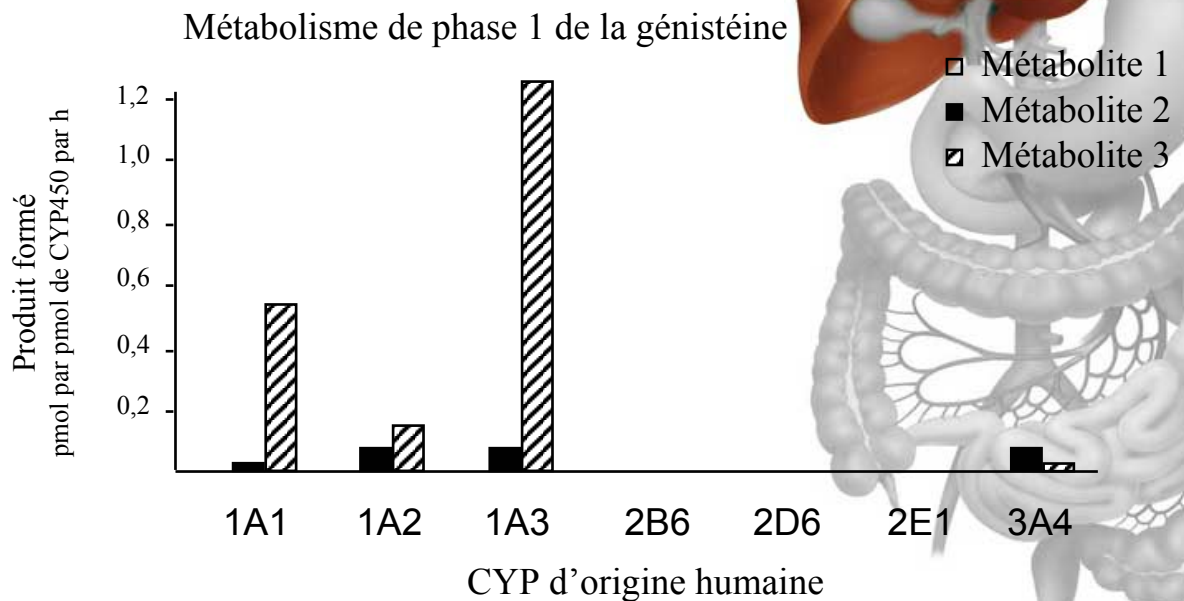 Métabolisme de phase 1 de la génistéine
Métabolite 1
Métabolite 2
Métabolite 3
Produit formé
pmol par pmol de CYP450 par h
1,2
1,0
0,8
0,6
0,4
0,2
1A1 1A2 1A3 2B6 2D6 2E1 3A4
CYP d’origine humaine